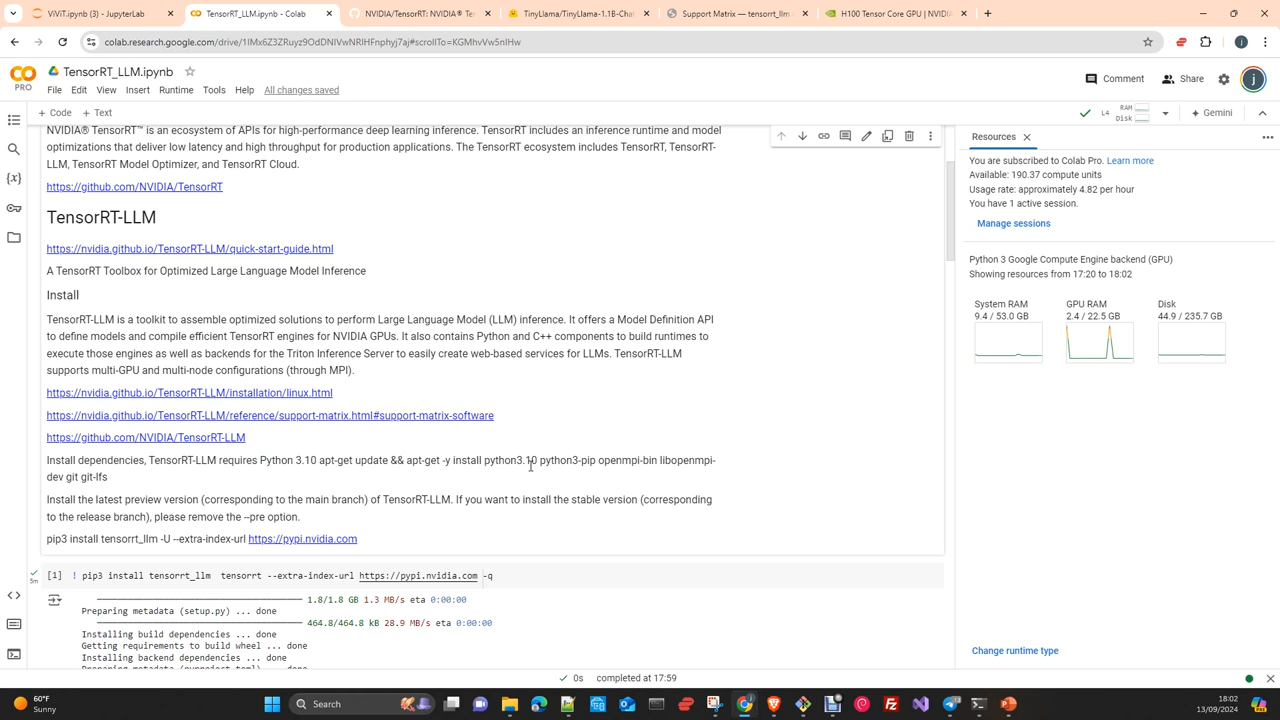 ViViT.ipynb - JupyterLab
TensorRT_LLM.ipynb - Colab
NVIDIA/TensorRT: NVIDIA® Te
TinyLlama/TinyLlama-1.1B-Cha
Support Matrix — tensorrt_llm
H100 Tensor Core GPU | NVIDIA
colab.research.google.com/drive/1IMx6Z3ZRuyz9OdDNIVwNRIHFnphyj7aj#scrollTo=KGMhvVw5nIHw
PRO
TensorRT_LLM.ipynb
File Edit View Insert Runtime Tools Help All changes saved
Comment Share j
+ Code + Text
L4 RAM Disk Gemini
NVIDIA® TensorRT™ is an ecosystem of APIs for high-performance deep learning inference. TensorRT includes an inference runtime and model
optimizations that deliver low latency and high throughput for production applications. The TensorRT ecosystem includes TensorRT, TensorRT-
LLM, TensorRT Model Optimizer, and TensorRT Cloud.
https://github.com/NVIDIA/TensorRT
TensorRT-LLM
https://nvidia.github.io/TensorRT-LLM/quick-start-guide.html
A TensorRT Toolbox for Optimized Large Language Model Inference
Install
TensorRT-LLM is a toolkit to assemble optimized solutions to perform Large Language Model (LLM) inference. It offers a Model Definition API
to define models and compile efficient TensorRT engines for NVIDIA GPUs. It also contains Python and C++ components to build runtimes to
execute those engines as well as backends for the Triton Inference Server to easily create web-based services for LLMs. TensorRT-LLM
supports multi-GPU and multi-node configurations (through MPI).
https://nvidia.github.io/TensorRT-LLM/installation/linux.html
https://nvidia.github.io/TensorRT-LLM/reference/support-matrix.html#support-matrix-software
https://github.com/NVIDIA/TensorRT-LLM
Install dependencies, TensorRT-LLM requires Python 3.10 apt-get update && apt-get -y install python3.10 python3-pip openmpi-bin libopenmpi-
dev git git-lfs
Install the latest preview version (corresponding to the main branch) of TensorRT-LLM. If you want to install the stable version (corresponding
to the release branch), please remove the --pre option.
pip3 install tensorrt_llm -U --extra-index-url https://pypi.nvidia.com
[1] ! pip3 install tensorrt_llm tensorrt --extra-index-url https://pypi.nvidia.com -q
5m
1.8/1.8 GB 1.3 MB/s eta 0:00:00
Preparing metadata (setup.py) ... done
464.8/464.8 kB 28.9 MB/s eta 0:00:00
Installing build dependencies ... done
Getting requirements to build wheel ... done
Installing backend dependencies ... done
Preparing metadata (pyproject.toml) ... done
Resources
You are subscribed to Colab Pro. Learn more
Available: 190.37 compute units
Usage rate: approximately 4.82 per hour
You have 1 active session.
Manage sessions
Python 3 Google Compute Engine backend (GPU)
Showing resources from 17:20 to 18:02
System RAM
9.4 / 53.0 GB
GPU RAM
2.4 / 22.5 GB
Disk
44.9 / 235.7 GB
Change runtime type
0s completed at 17:59
60°F
Sunny
Search
18:02
13/09/2024